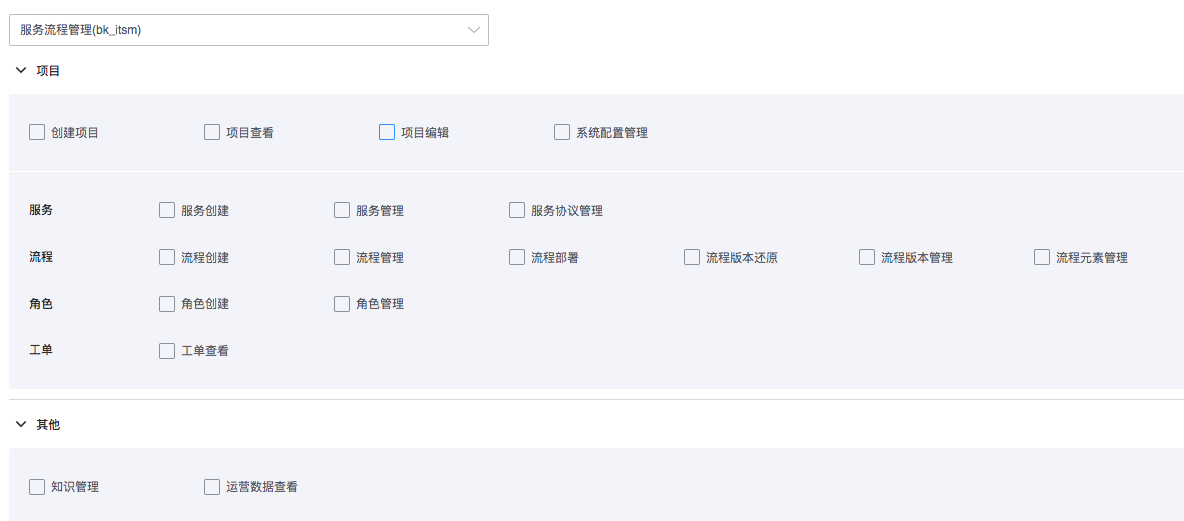 服务流程管理(bk_itsm)
项目
创建项目 项目查看 项目编辑 系统配置管理
服务 服务创建 服务管理 服务协议管理
流程 流程创建 流程管理 流程部署 流程版本还原 流程版本管理 流程元素管理
角色 角色创建 角色管理
工单 工单查看
其他
知识管理 运营数据查看